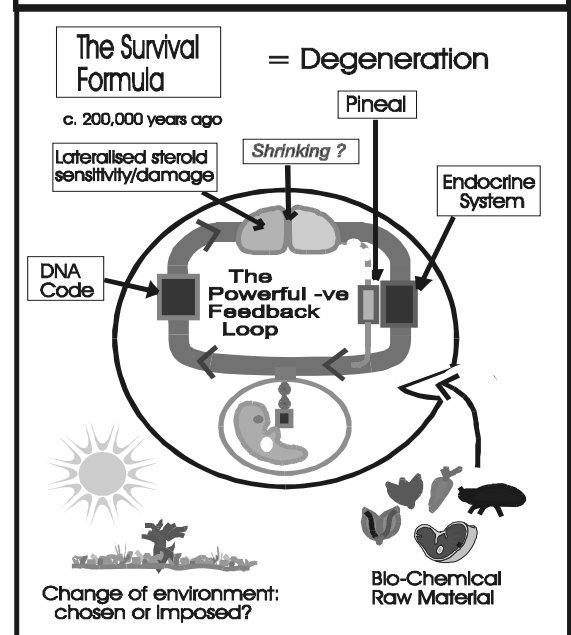 The Survival
Formula
= Degeneration
c. 200,000 years ago
Pineal
Lateralised steroid
sensitivity/damage
Shrinking ?
Endocrine
System
DNA
Code
The
Powerful -ve
Feedback
Loop
Change of environment:
chosen or imposed?
Bio-Chemical
Raw Material